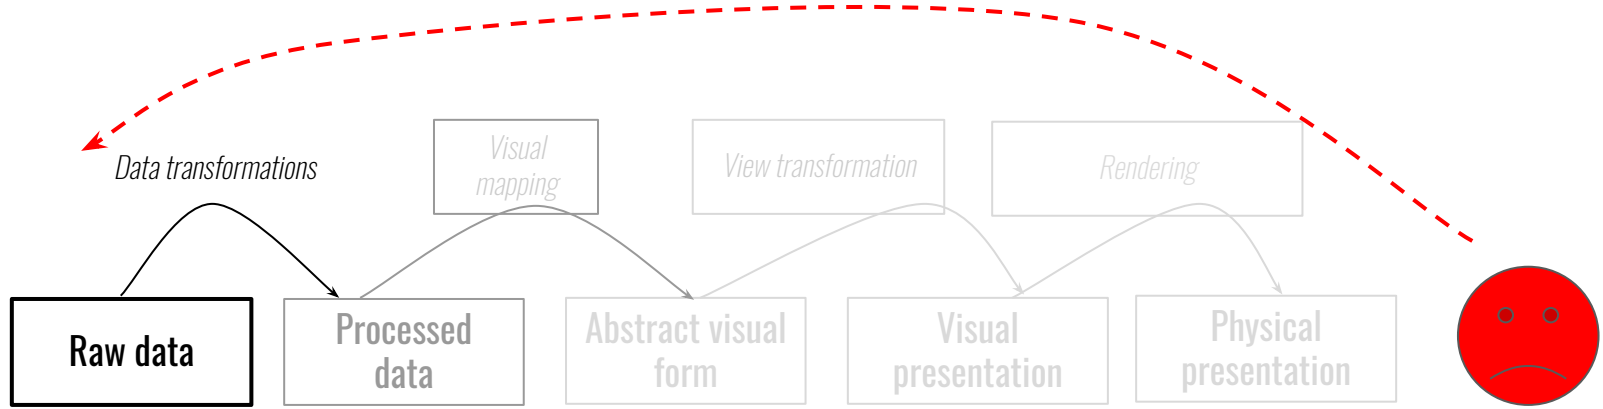 Data transformations
Visual
mapping
View transformation
Rendering
Raw data
Processed
data
Abstract visual
form
Visual
presentation
Physical
presentation